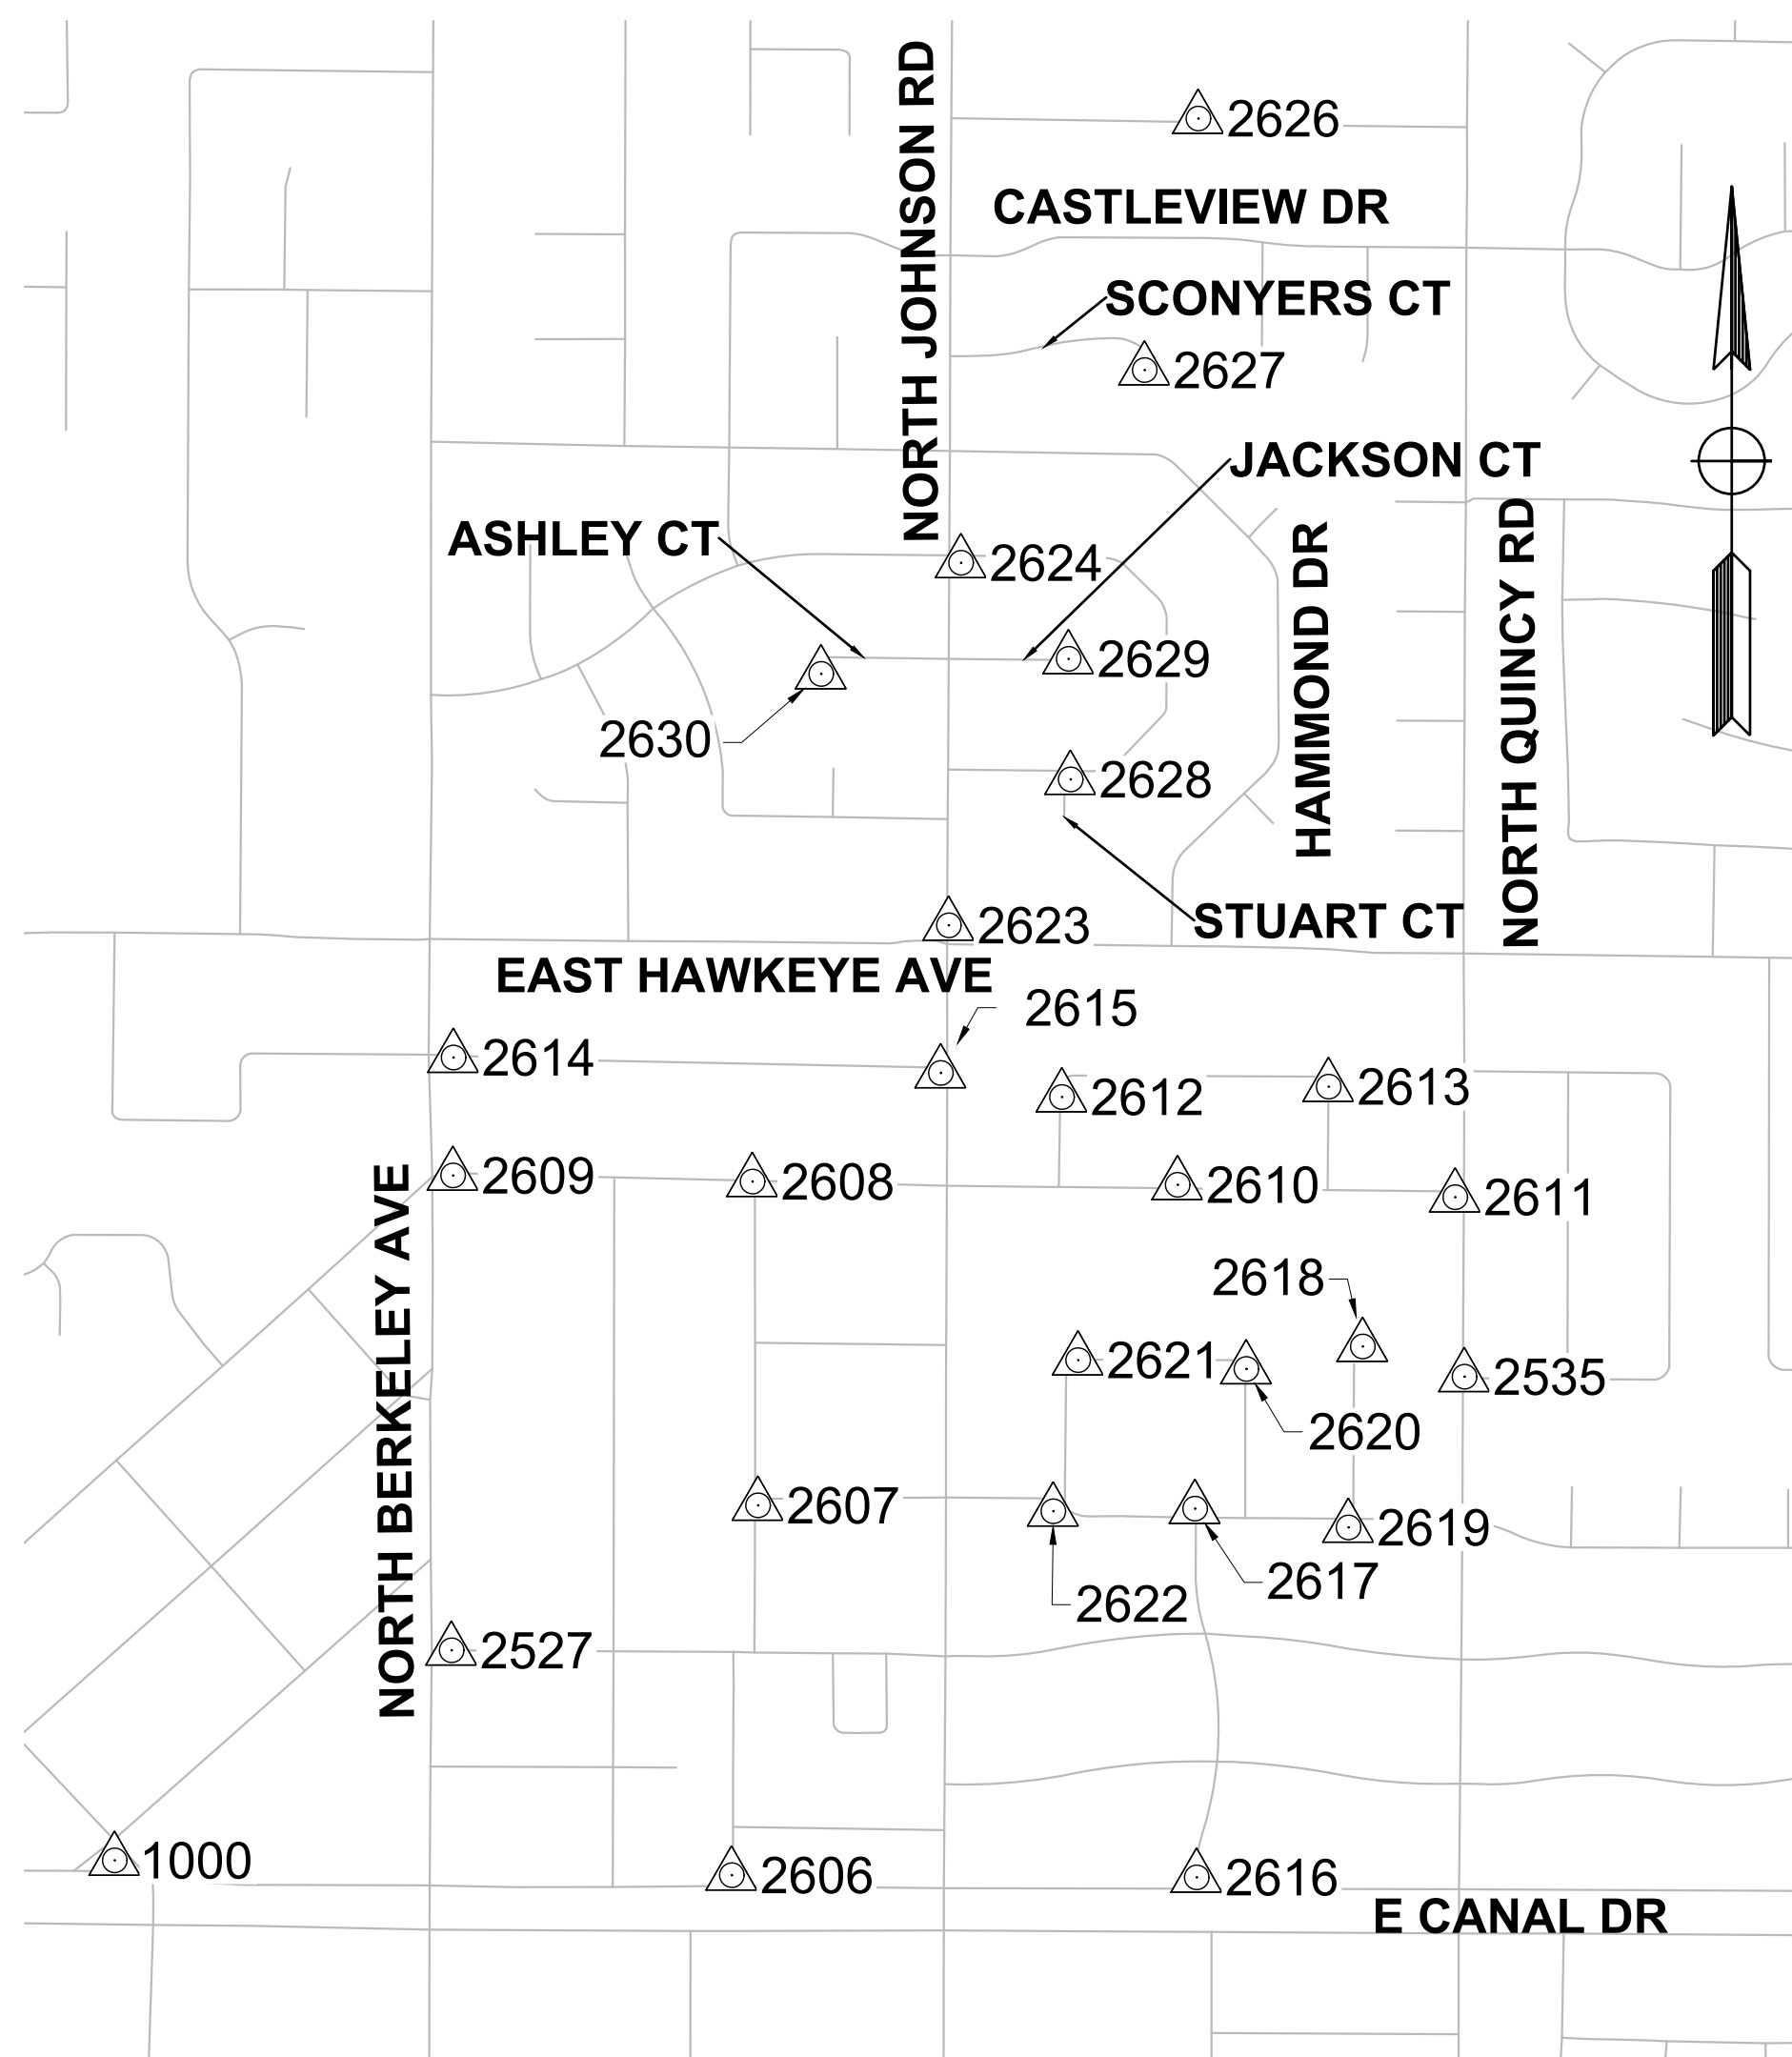 NORTH JOHNSON RD
2626
CASTLEVIEW DR
SCONYERS CT
2627
JACKSON CT
ASHLEY CT
2624
HAMMOND DR
NORTH QUINCY RD
2629
2630
2628
STUART CT
2623
EAST HAWKEYE AVE
2615
2614
2612
2613
2609
2608
2610
2611
NORTH BERKELEY AVE
2618
2621
2535
2620
2607
2619
2617
2622
2527
1000
2606
2616
E CANAL DR